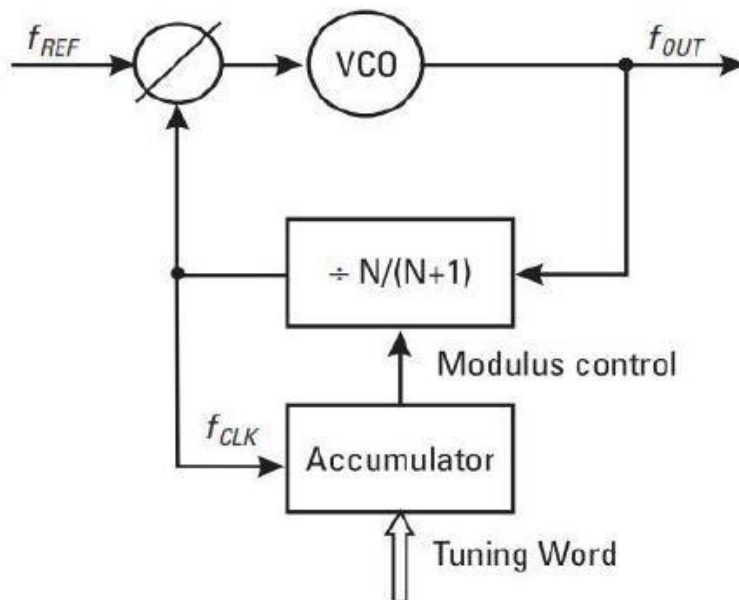 f_REF
VCO
f_OUT
÷ N/(N+1)
Modulus control
f_CLK
Accumulator
Tuning Word